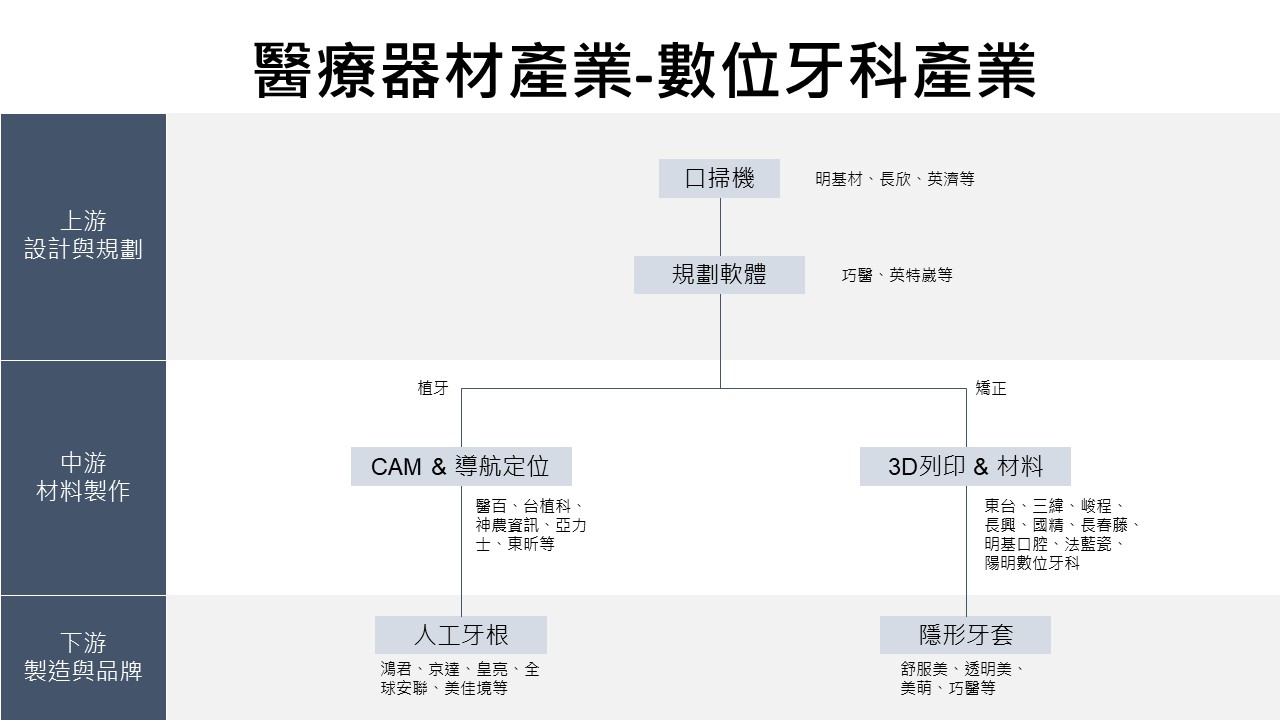 醫療器材產業-數位牙科產業
上游
設計與規劃
口掃機
明基材、長欣、英濟等
規劃軟體
巧醫、英特崴等
中游
材料製作
植牙
矯正
CAM & 導航定位
3D列印 & 材料
醫百、台植科、
神農資訊、亞力
士、東昕等
東台、三緯、峻程、
長興、國精、長春藤、
明基口腔、法藍瓷、
陽明數位牙科
下游
製造與品牌
人工牙根
隱形牙套
鴻君、京達、皇亮、全
球安聯、美佳境等
舒服美、透明美、
美萌、巧醫等